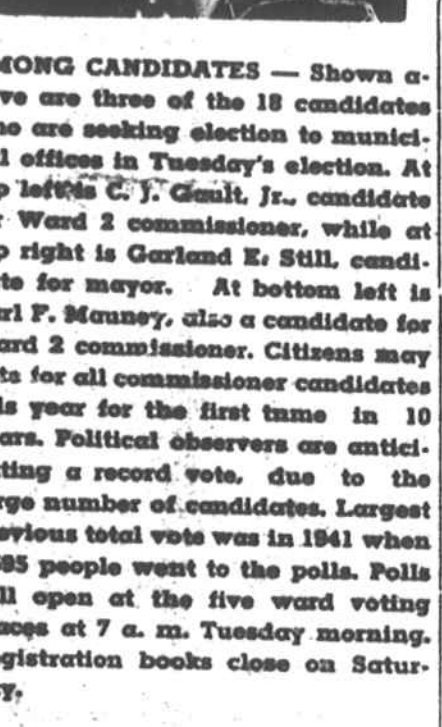 MONG CANDIDATES — Shown a-
ve are three of the 18 candidates
o are seeking election to munici-
l offices in Tuesday's election. At
p left is C. J. Gault, Jr., candidate
r Ward 2 commissioner, while at
p right is Garland E. Still, candi-
te for mayor. At bottom left is
rl F. Mauney, also a candidate for
ard 2 commissioner. Citizens may
te for all commissioner candidates
is year for the first tnme in 10
ars. Political observers are antici-
ting a record vote, due to the
rge number of candidates. Largest
evious total vote was in 1941 when
95 people went to the polls. Polls
ll open at the five ward voting
aces at 7 a. m. Tuesday morning.
gistration books close on Satur-
y.